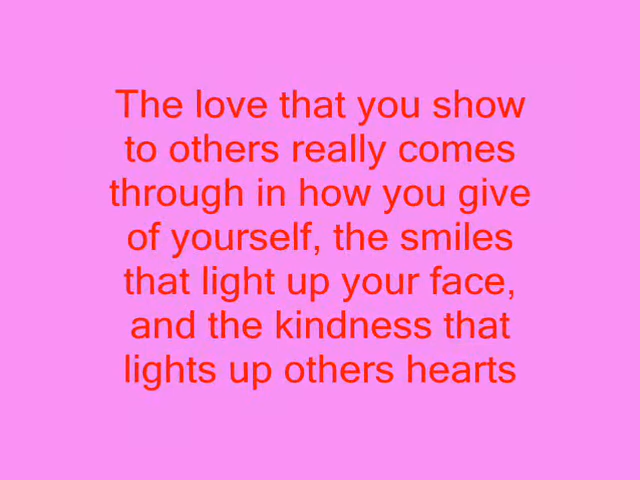 The love that you show
to others really comes
through in how you give
of yourself, the smiles
that light up your face,
and the kindness that
lights up others hearts